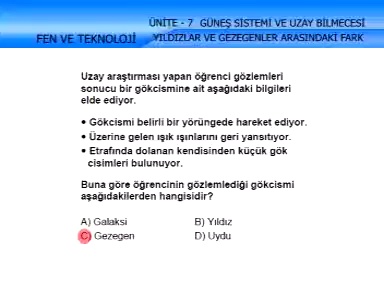 ÜNİTE - 7 GÜNEŞ SİSTEMİ VE UZAY BİLMECESİ
FEN VE TEKNOLOJİ
YILDIZLAR VE GEZEGENLER ARASINDAKİ FARK
Uzay araştırması yapan öğrenci gözlemleri
sonucu bir gökcismine ait aşağıdaki bilgileri
elde ediyor.
• Gökcismi belirli bir yörüngede hareket ediyor.
• Üzerine gelen ışık ışınlarını geri yansıtıyor.
• Etrafında dolanan kendisinden küçük gök
cisimleri bulunuyor.
Buna göre öğrencinin gözlemlediği gökcismi
aşağıdakilerden hangisidir?
A) Galaksi B) Yıldız
C) Gezegen D) Uydu